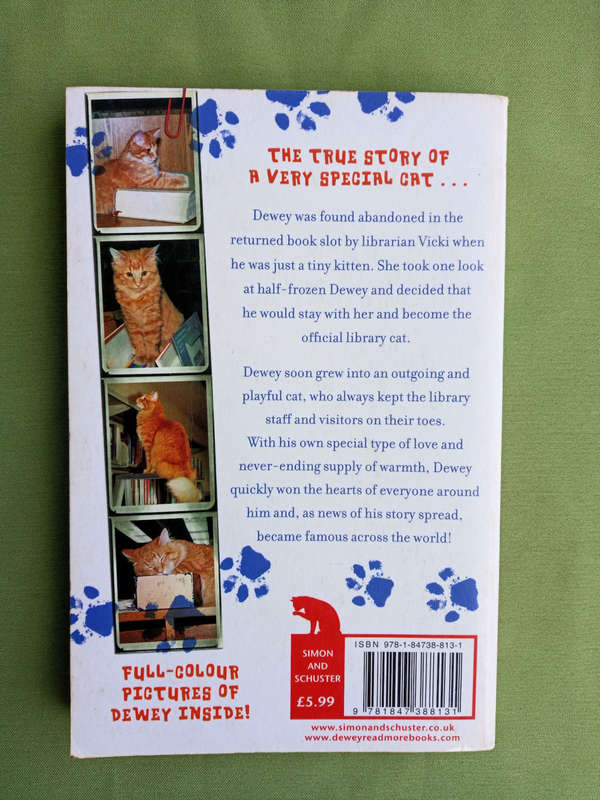 THE TRUE STORY OF
A VERY SPECIAL CAT . . .
Dewey was found abandoned in the
returned book slot by librarian Vicki when
he was just a tiny kitten. She took one look
at half-frozen Dewey and decided that
he would stay with her and become the
official library cat.
Dewey soon grew into an outgoing and
playful cat, who always kept the library
staff and visitors on their toes.
With his own special type of love and
never-ending supply of warmth, Dewey
quickly won the hearts of everyone around
him and, as news of his story spread,
became famous across the world!
FULL-COLOUR
PICTURES OF
DEWEY INSIDE!
SIMON
AND
SCHUSTER
£5.99
ISBN 978-1-84738-813-1
9 781847 388131
www.simonandschuster.co.uk
www.deweyreadmorebooks.com